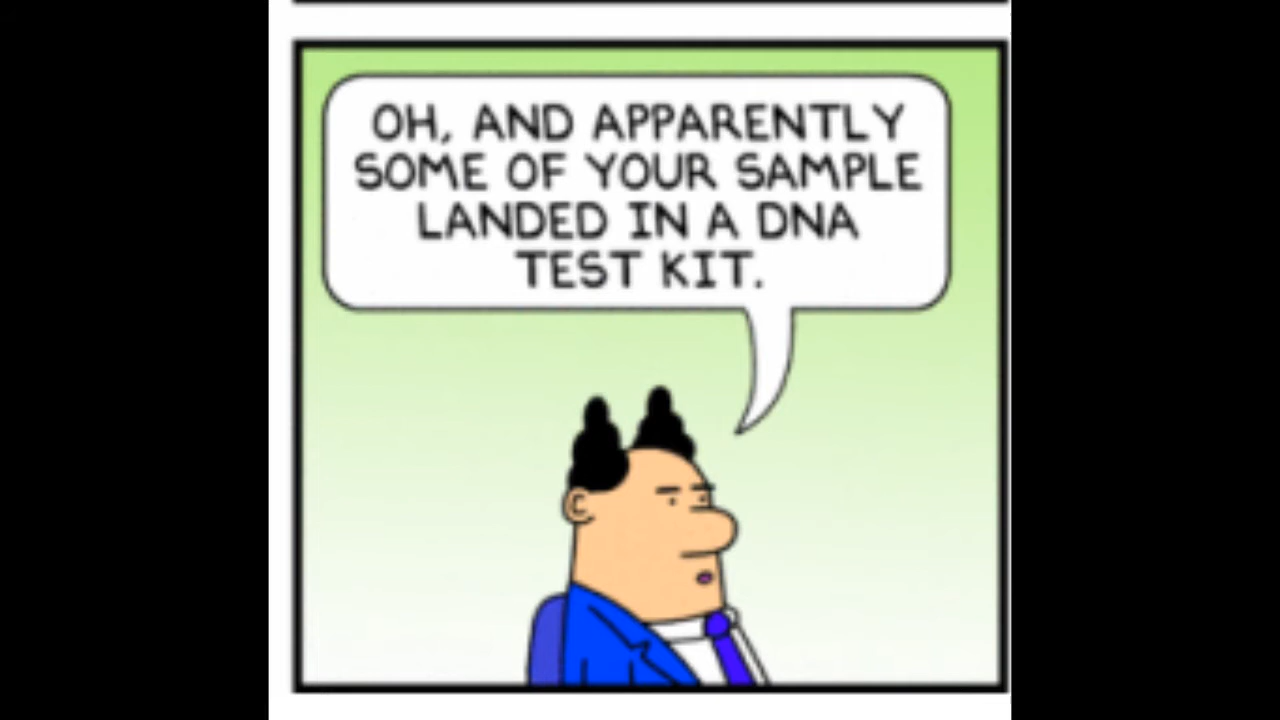 OH, AND APPARENTLY
SOME OF YOUR SAMPLE
LANDED IN A DNA
TEST KIT.